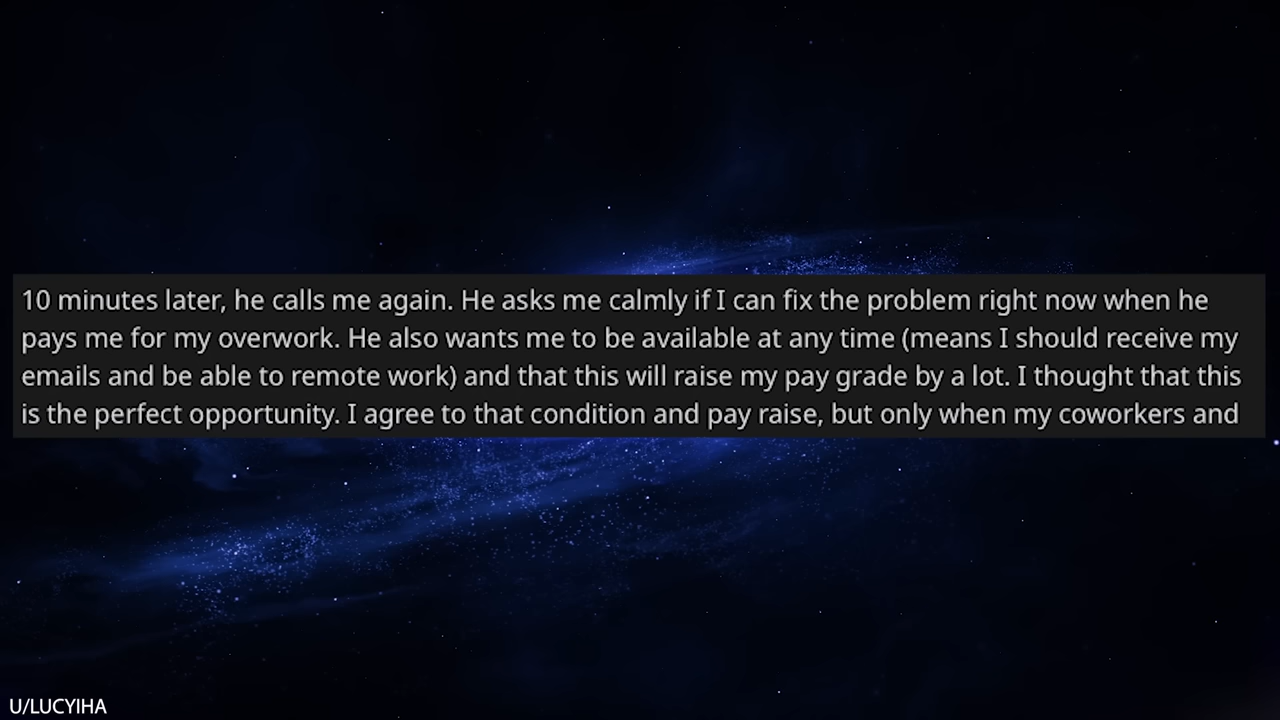 10 minutes later, he calls me again. He asks me calmly if I can fix the problem right now when he
pays me for my overwork. He also wants me to be available at any time (means I should receive my
emails and be able to remote work) and that this will raise my pay grade by a lot. I thought that this
is the perfect opportunity. I agree to that condition and pay raise, but only when my coworkers and
U/LUCYIHA